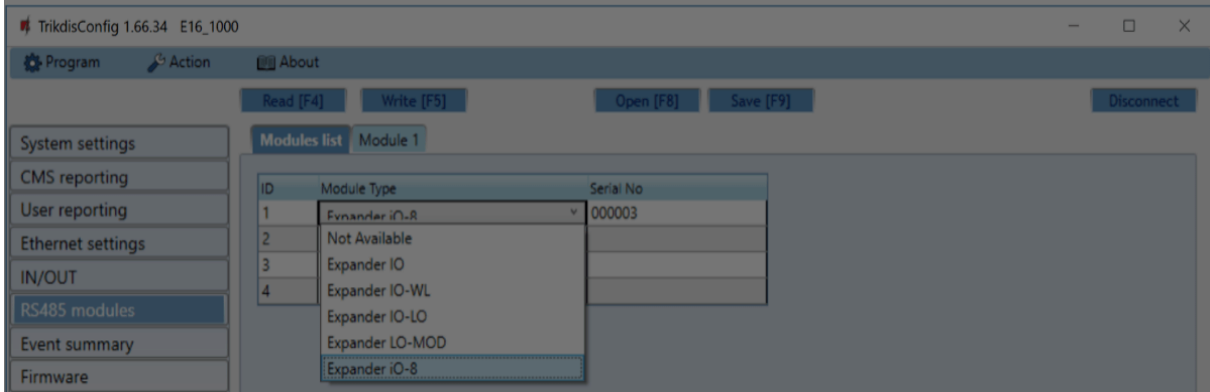 TrikdisConfig 1.66.34 E16_1000
Program Action About
Read [F4] Write [F5] Open [F8] Save [F9] Disconnect
System settings
CMS reporting
User reporting
Ethernet settings
IN/OUT
RS485 modules
Event summary
Firmware
Modules list Module 1
ID Module Type Serial No
1 Expander iO-8 000003
2
3
4
Not Available
Expander IO
Expander IO-WL
Expander IO-LO
Expander LO-MOD
Expander iO-8